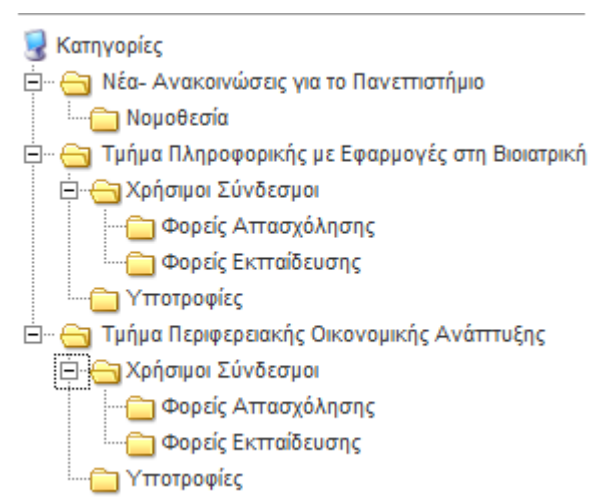 Κατηγορίες
Νέα- Ανακοινώσεις για το Πανεπιστήμιο
Νομοθεσία
Τμήμα Πληροφορικής με Εφαρμογές στη Βιοιατρική
Χρήσιμοι Σύνδεσμοι
Φορείς Απασχόλησης
Φορείς Εκπαίδευσης
Υποτροφίες
Τμήμα Περιφερειακής Οικονομικής Ανάπτυξης
Χρήσιμοι Σύνδεσμοι
Φορείς Απασχόλησης
Φορείς Εκπαίδευσης
Υποτροφίες